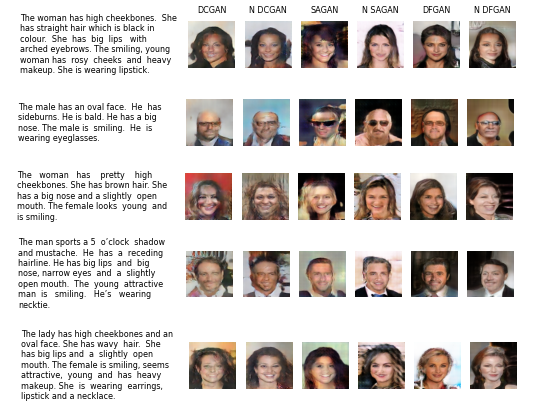 DCGAN N DCGAN SAGAN N SAGAN DFGAN N DFGAN
The woman has high cheekbones. She
has straight hair which is black in
colour. She has big lips with
arched eyebrows. The smiling, young
woman has rosy cheeks and heavy
makeup. She is wearing lipstick.
The male has an oval face. He has
sideburns. He is bald. He has a big
nose. The male is smiling. He is
wearing eyeglasses.
The woman has pretty high
cheekbones. She has brown hair. She
has a big nose and a slightly open
mouth. The female looks young and
is smiling.
The man sports a 5 o'clock shadow
and mustache. He has a receding
hairline. He has big lips and big
nose, narrow eyes and a slightly
open mouth. The young attractive
man is smiling. He's wearing
necktie.
The lady has high cheekbones and an
oval face. She has wavy hair. She
has big lips and a slightly open
mouth. The female is smiling, seems
attractive, young and has heavy
makeup. She is wearing earrings,
lipstick and a necklace.